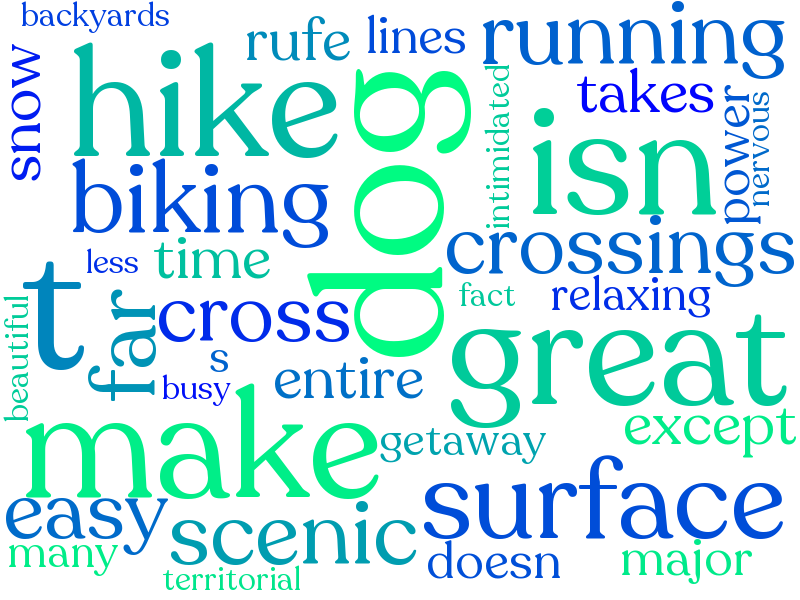 backyards
rufe
lines
running
snow
hike
dog
intimidated
takes
power
nervous
isn
biking
crossings
less
time
t
fact
relaxing
beautiful
far
cross
s
busy
entire
great
except
make
getaway
easy
scenic
surface
many
territorial
doesn
major